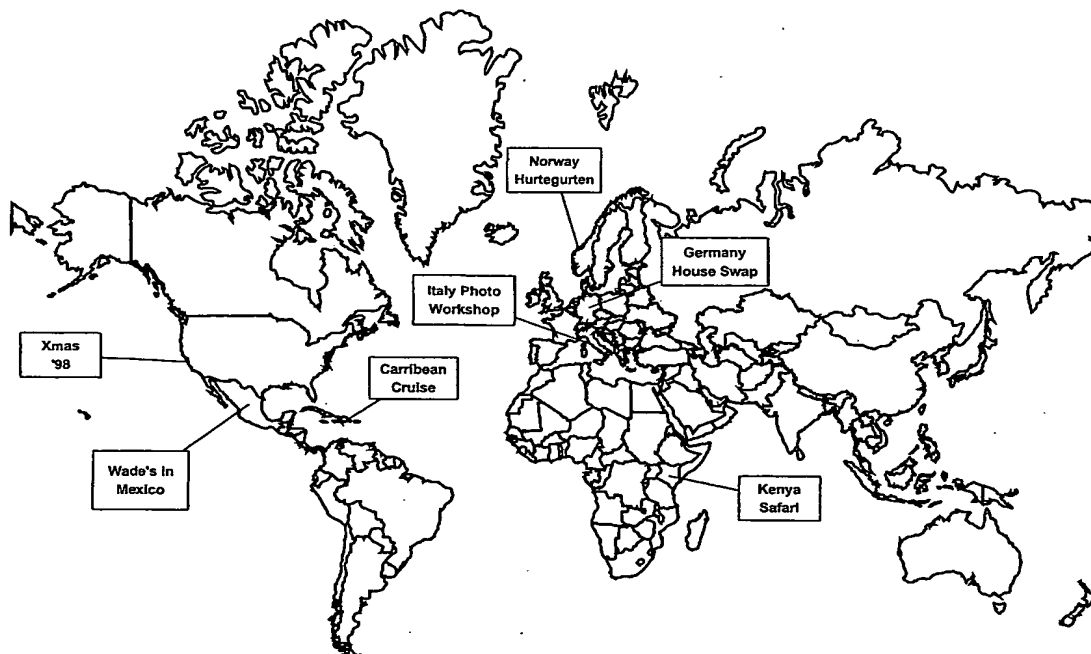 Norway
Hurtegurten
Germany
House Swap
Italy Photo
Workshop
Xmas
'98
Carribean
Cruise
Wade's in
Mexico
Kenya
Safari